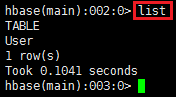 hbase(main):002:0> list
TABLE
User
1 row(s)
Took 0.1041 seconds
hbase(main):003:0>